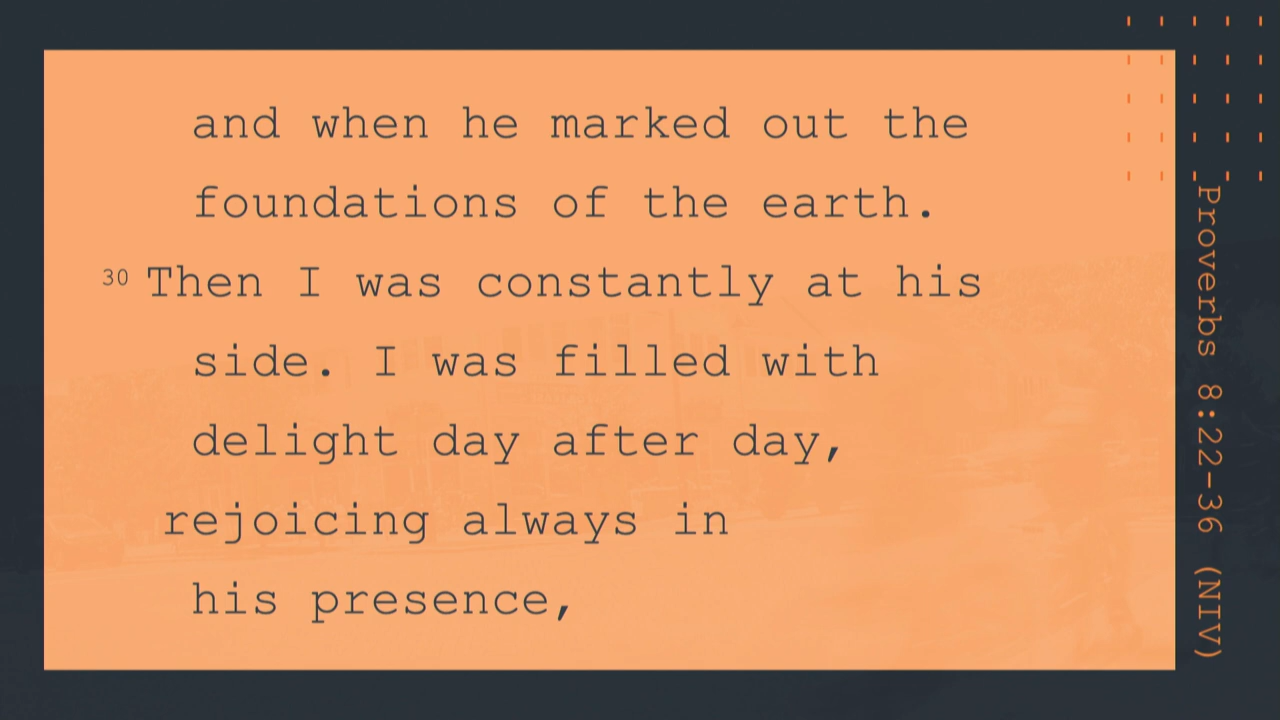 and when he marked out the
foundations of the earth.
30 Then I was constantly at his
side. I was filled with
delight day after day,
rejoicing always in
his presence,
Proverbs 8:22-36 (NIV)